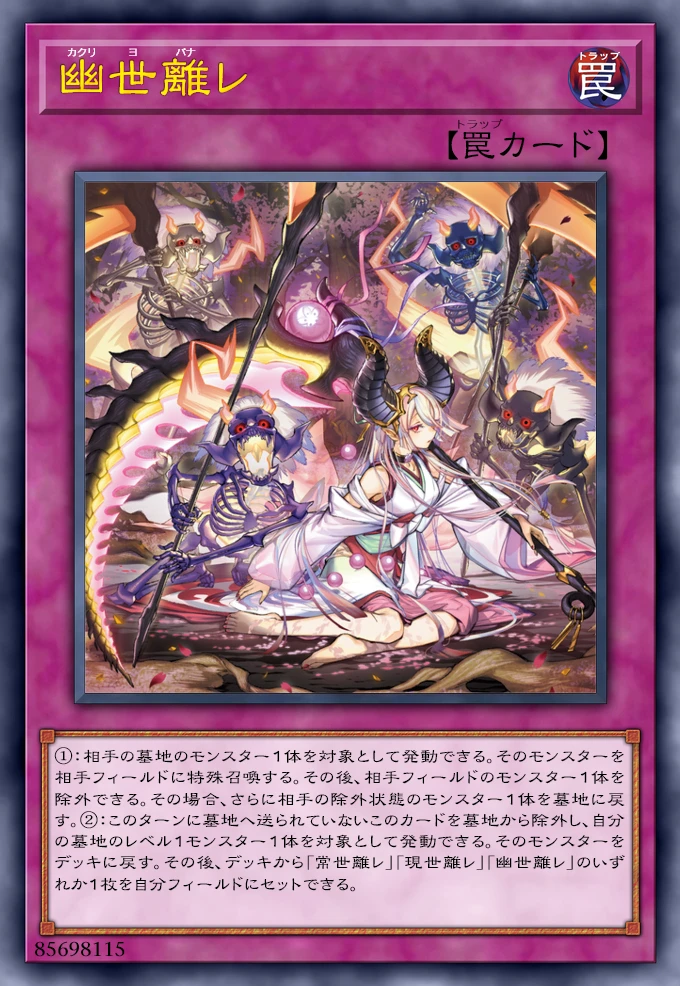 カクリ ヨ バナ
幽世離レ
トラップ
罠
トラップ
【罠カード】
①：相手の墓地のモンスター１体を対象として発動できる。そのモンスターを
相手フィールドに特殊召喚する。その後、相手フィールドのモンスター１体を
除外できる。その場合、さらに相手の除外状態のモンスター１体を墓地に戻
す。②：このターンに墓地へ送られていないこのカードを墓地から除外し、自分
の墓地のレベル１モンスター１体を対象として発動できる。そのモンスターを
デッキに戻す。その後、デッキから「常世離レ」「現世離レ」「幽世離レ」のいず
れか１枚を自分フィールドにセットできる。
85698115